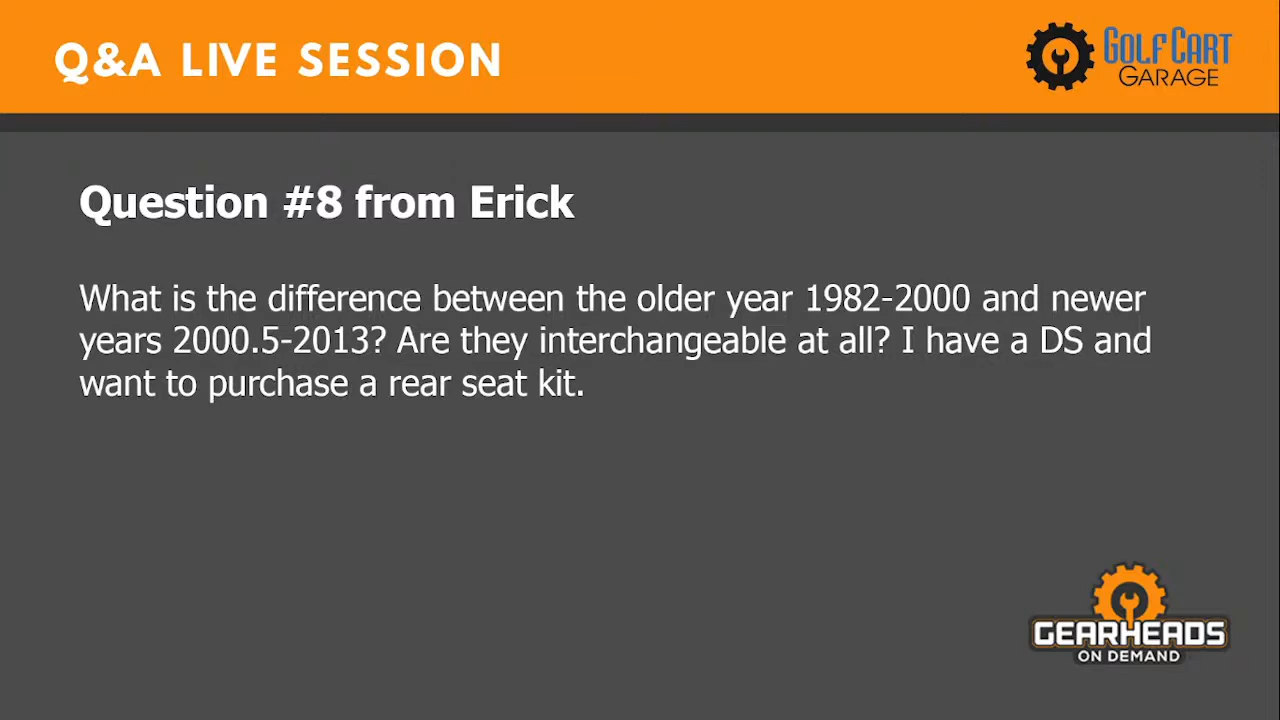 Q&A LIVE SESSION
GOLF CART
GARAGE
Question #8 from Erick
What is the difference between the older year 1982-2000 and newer
years 2000.5-2013? Are they interchangeable at all? I have a DS and
want to purchase a rear seat kit.
GEARHEADS
ON DEMAND